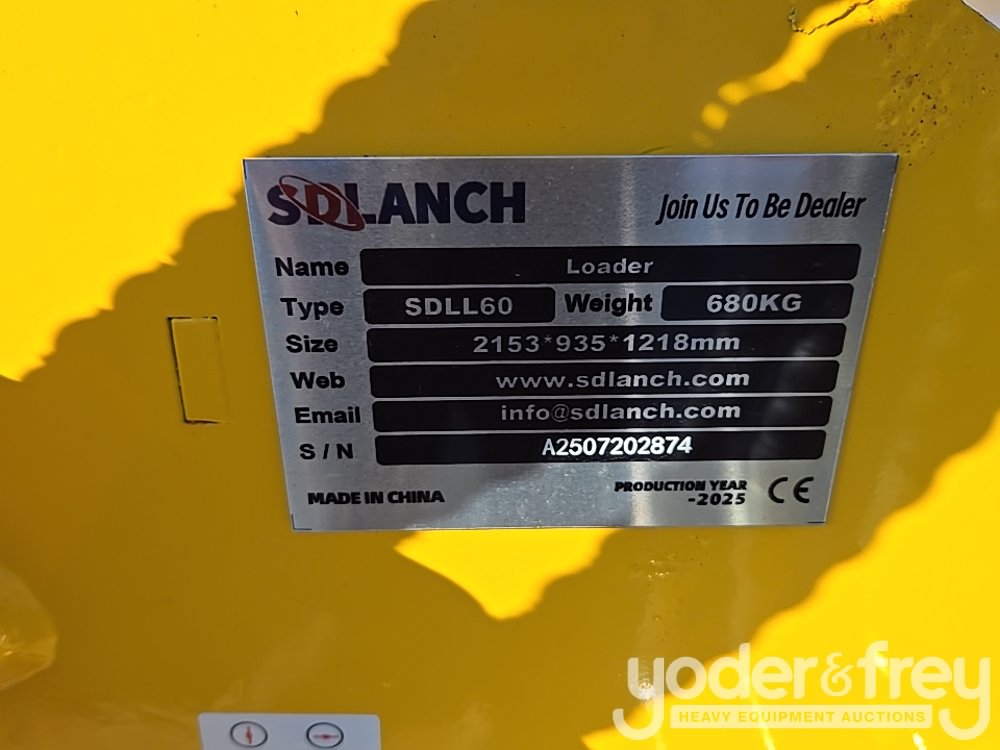 SDLANCH Join Us To Be Dealer
Name Loader
Type SDLL60 Weight 680KG
Size 2153*935*1218mm
Web www.sdlanch.com
Email info@sdlanch.com
S/N A2507202874
MADE IN CHINA PRODUCTION YEAR
-2025 CE
yoder&frey
HEAVY EQUIPMENT AUCTIONS